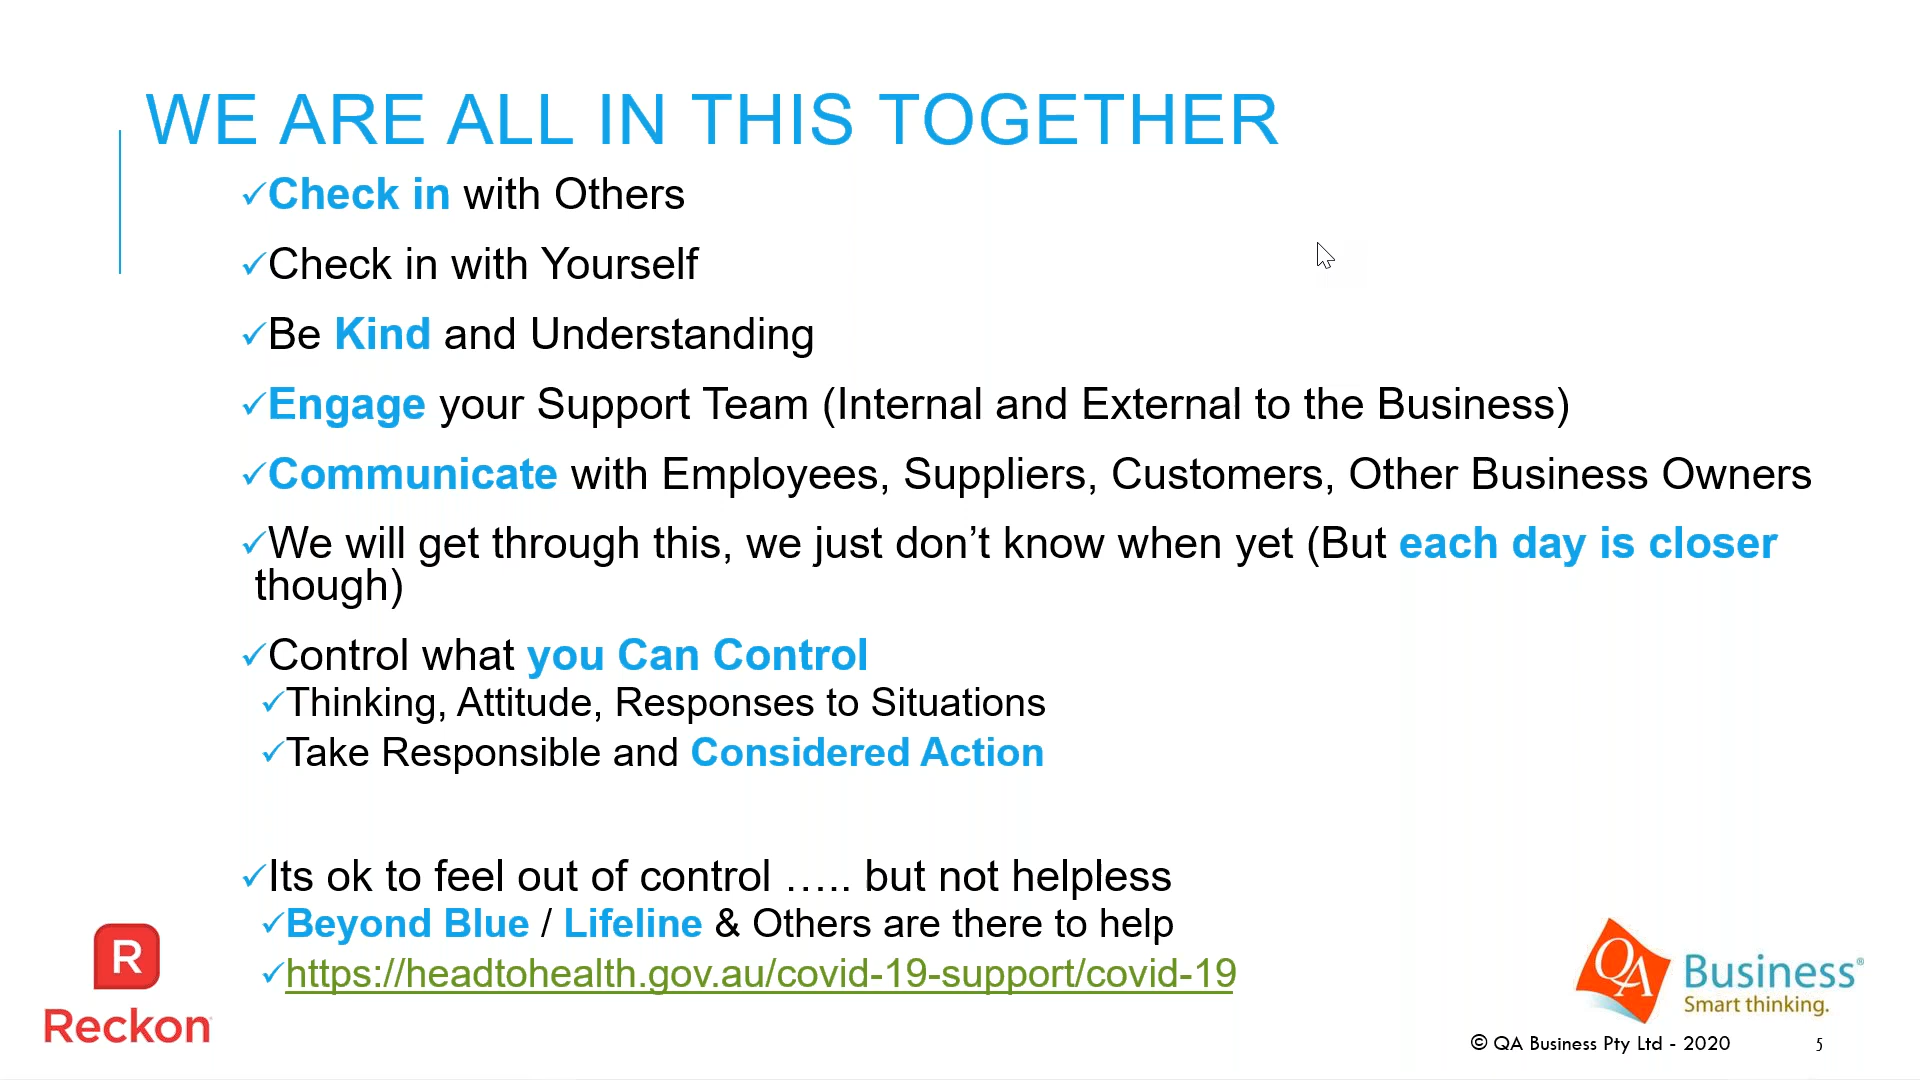 WE ARE ALL IN THIS TOGETHER
✓Check in with Others
✓Check in with Yourself
✓Be Kind and Understanding
✓Engage your Support Team (Internal and External to the Business)
✓Communicate with Employees, Suppliers, Customers, Other Business Owners
✓We will get through this, we just don’t know when yet (But each day is closer
though)
✓Control what you Can Control
✓Thinking, Attitude, Responses to Situations
✓Take Responsible and Considered Action
✓Its ok to feel out of control ….. but not helpless
✓Beyond Blue / Lifeline & Others are there to help
✓https://headtohealth.gov.au/covid-19-support/covid-19
R
Reckon
QA Business®
Smart thinking.
© QA Business Pty Ltd - 2020
5